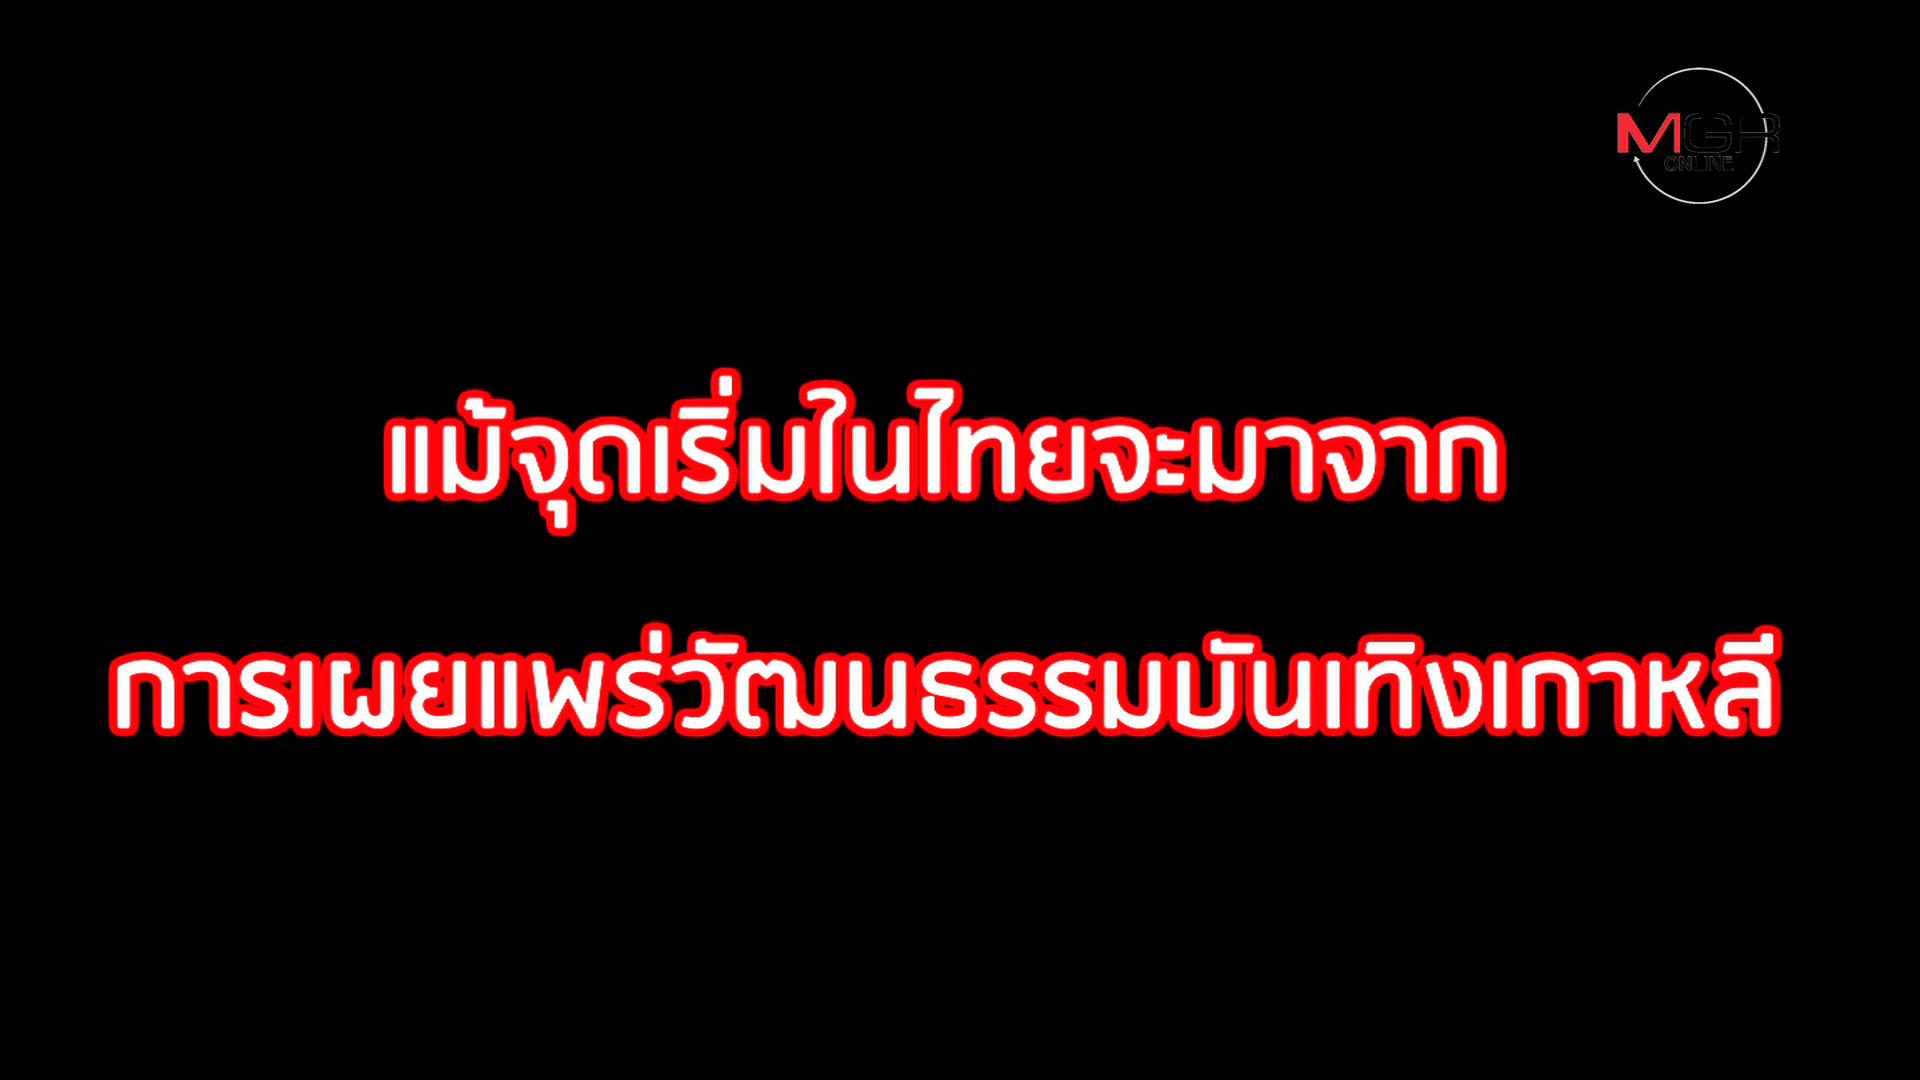 MGR
ONLINE
แม้จุดเริ่มในไทยจะมาจาก
การเผยแพร่วัฒนธรรมบันเทิงเกาหลี